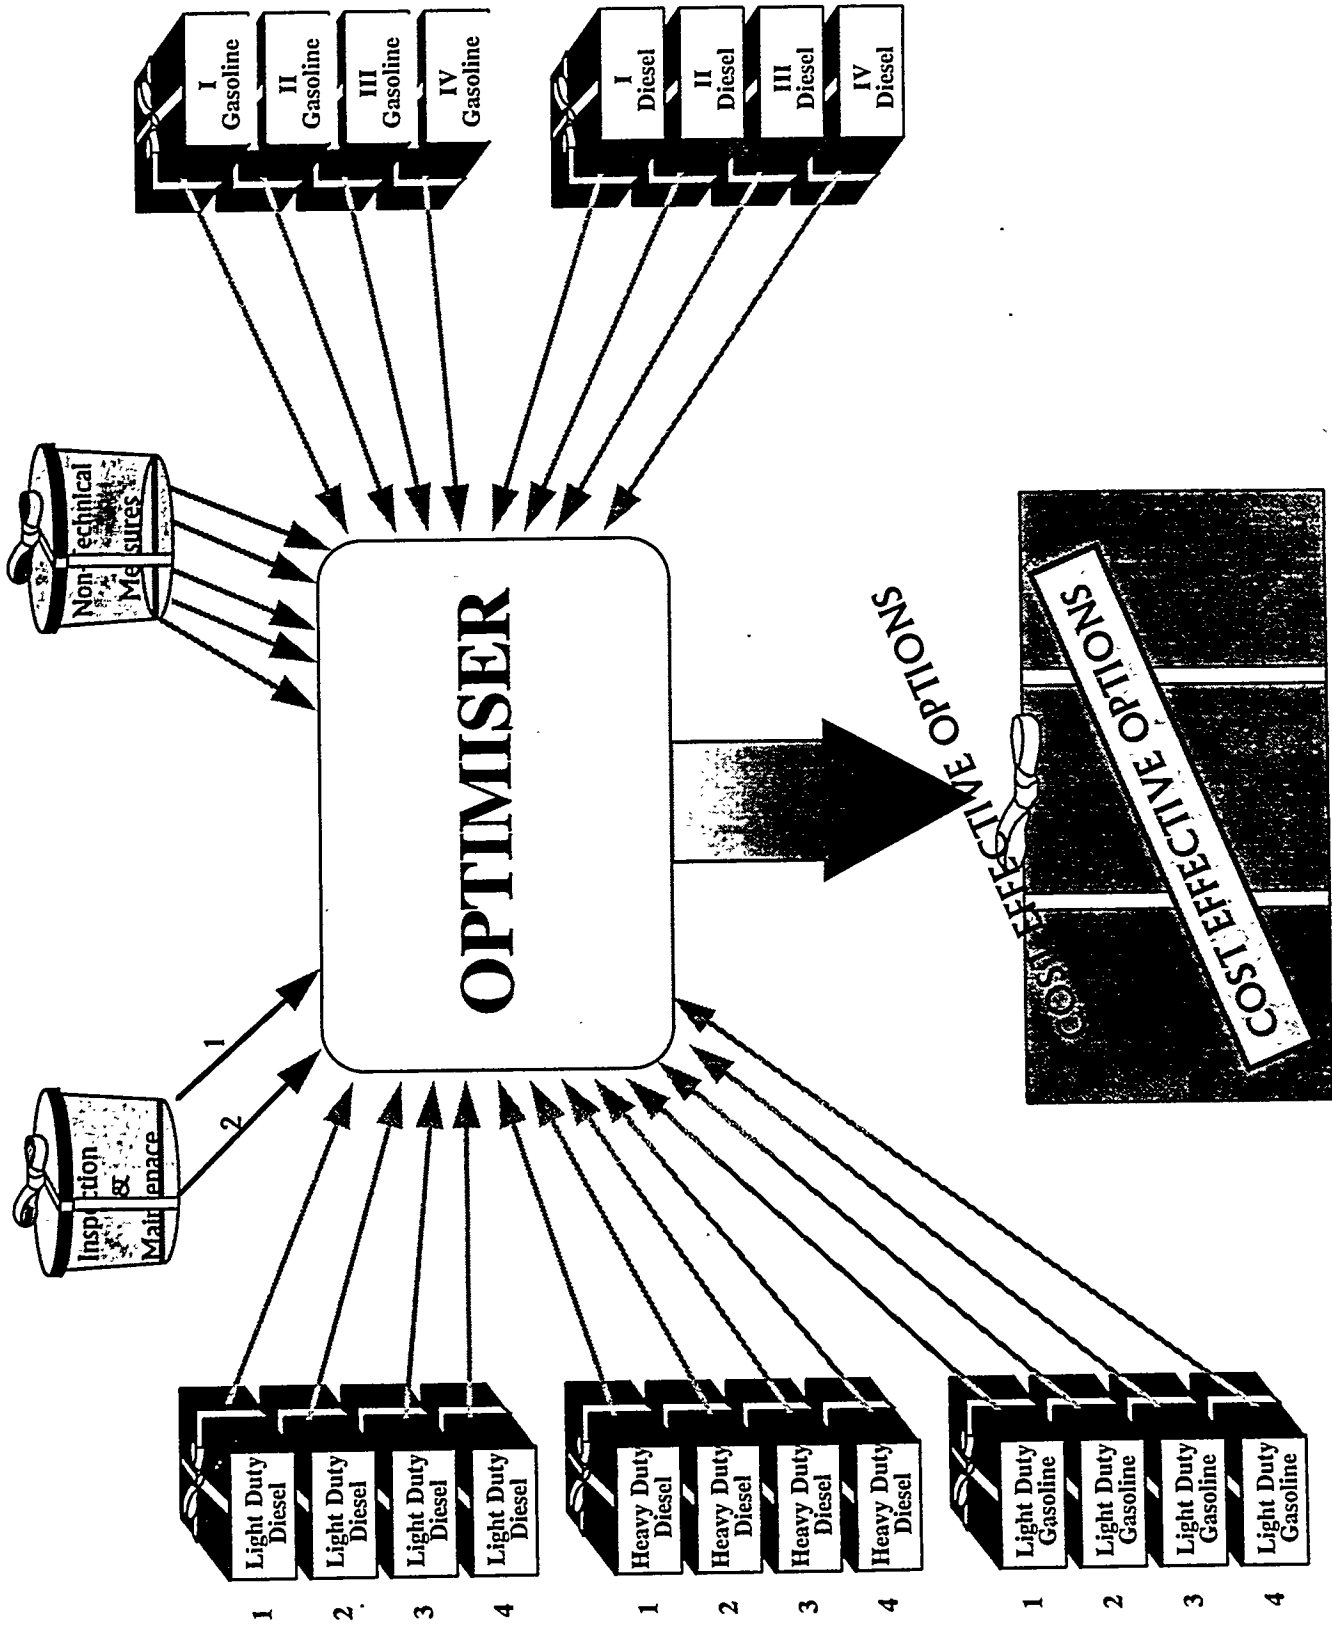 1 Light Duty
Diesel
2 Light Duty
Diesel
3 Light Duty
Diesel
4 Light Duty
Diesel
1 Heavy Duty
Diesel
2 Heavy Duty
Diesel
3 Heavy Duty
Diesel
4 Heavy Duty
Diesel
1 Light Duty
Gasoline
2 Light Duty
Gasoline
3 Light Duty
Gasoline
4 Light Duty
Gasoline
Inspection
&
Maintenace
2
1
Non-Technical
Measures
OPTIMISER
I
Gasoline
II
Gasoline
III
Gasoline
IV
Gasoline
I
Diesel
II
Diesel
III
Diesel
IV
Diesel
COST EFFECTIVE OPTIONS
COST EFFECTIVE OPTIONS